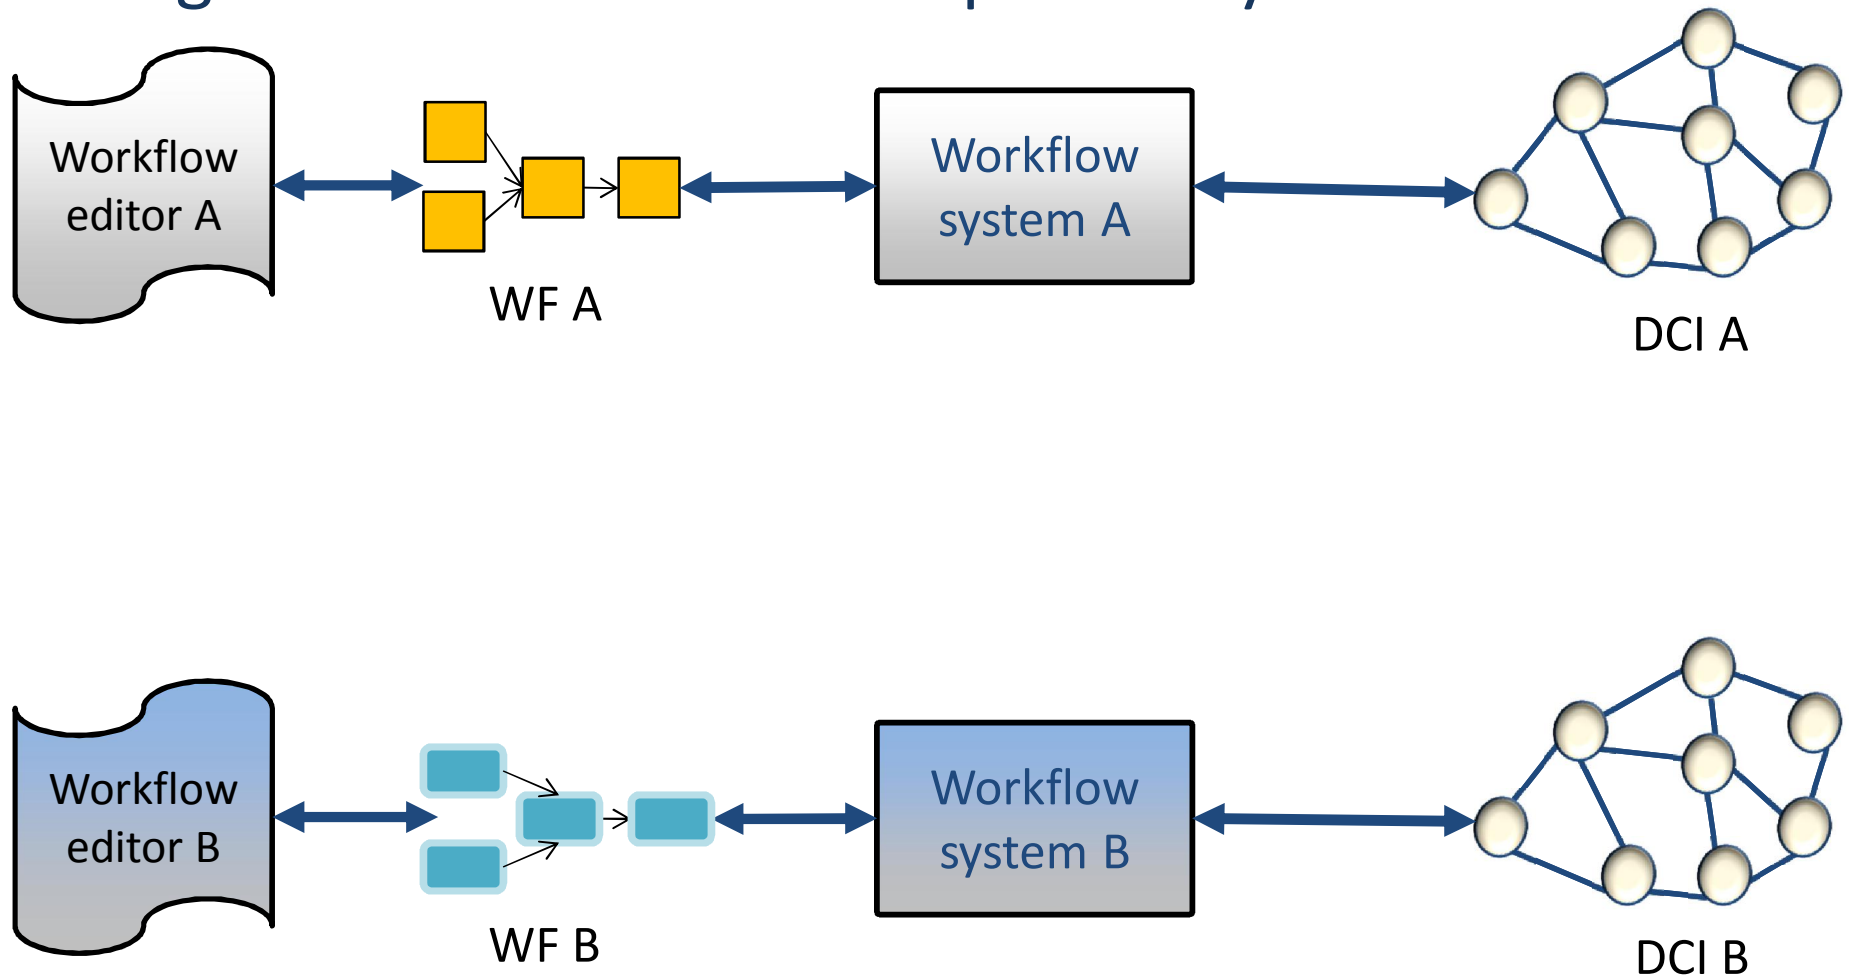 Workflow
editor A
WF A
Workflow
system A
DCI A
Workflow
editor B
WF B
Workflow
system B
DCI B